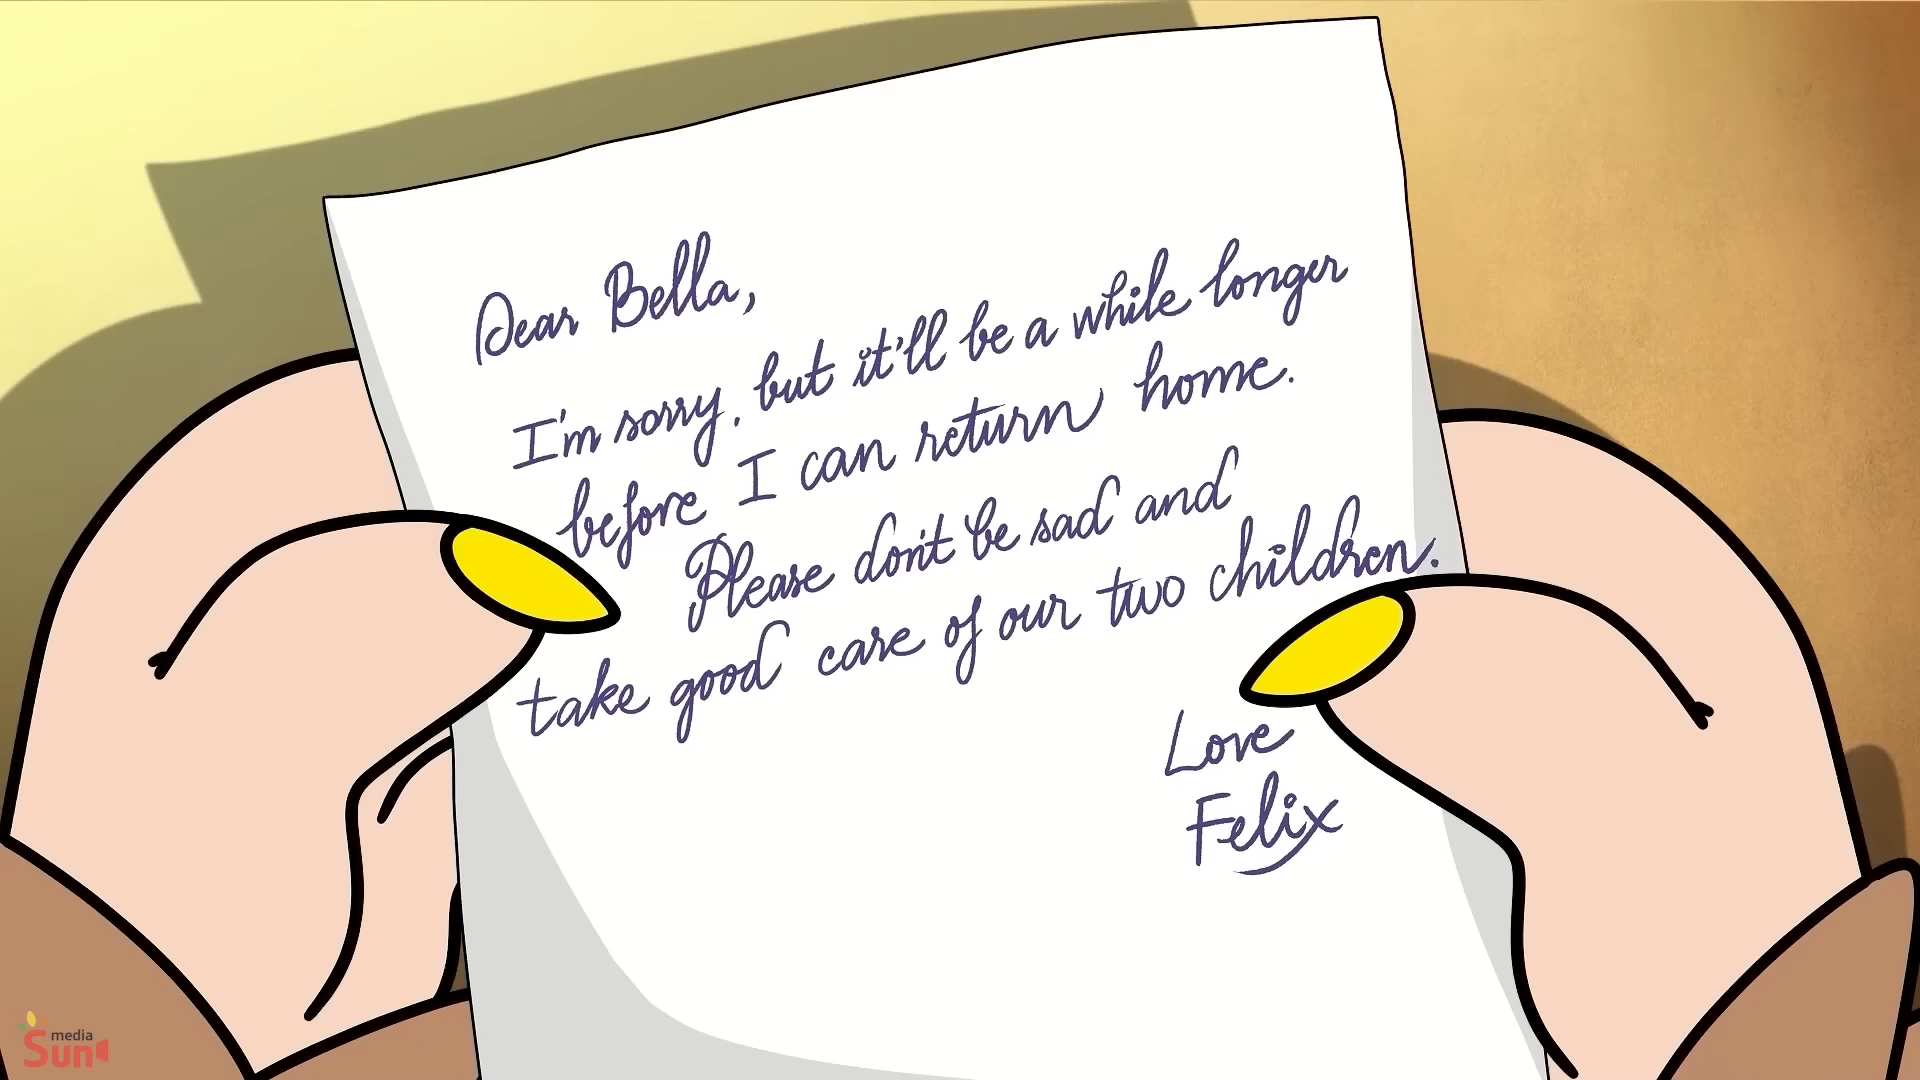 Dear Bella,
I'm sorry, but it'll be a while longer
before I can return home.
Please don't be sad and
take good care of our two children.
Love
Felix
media
Sun